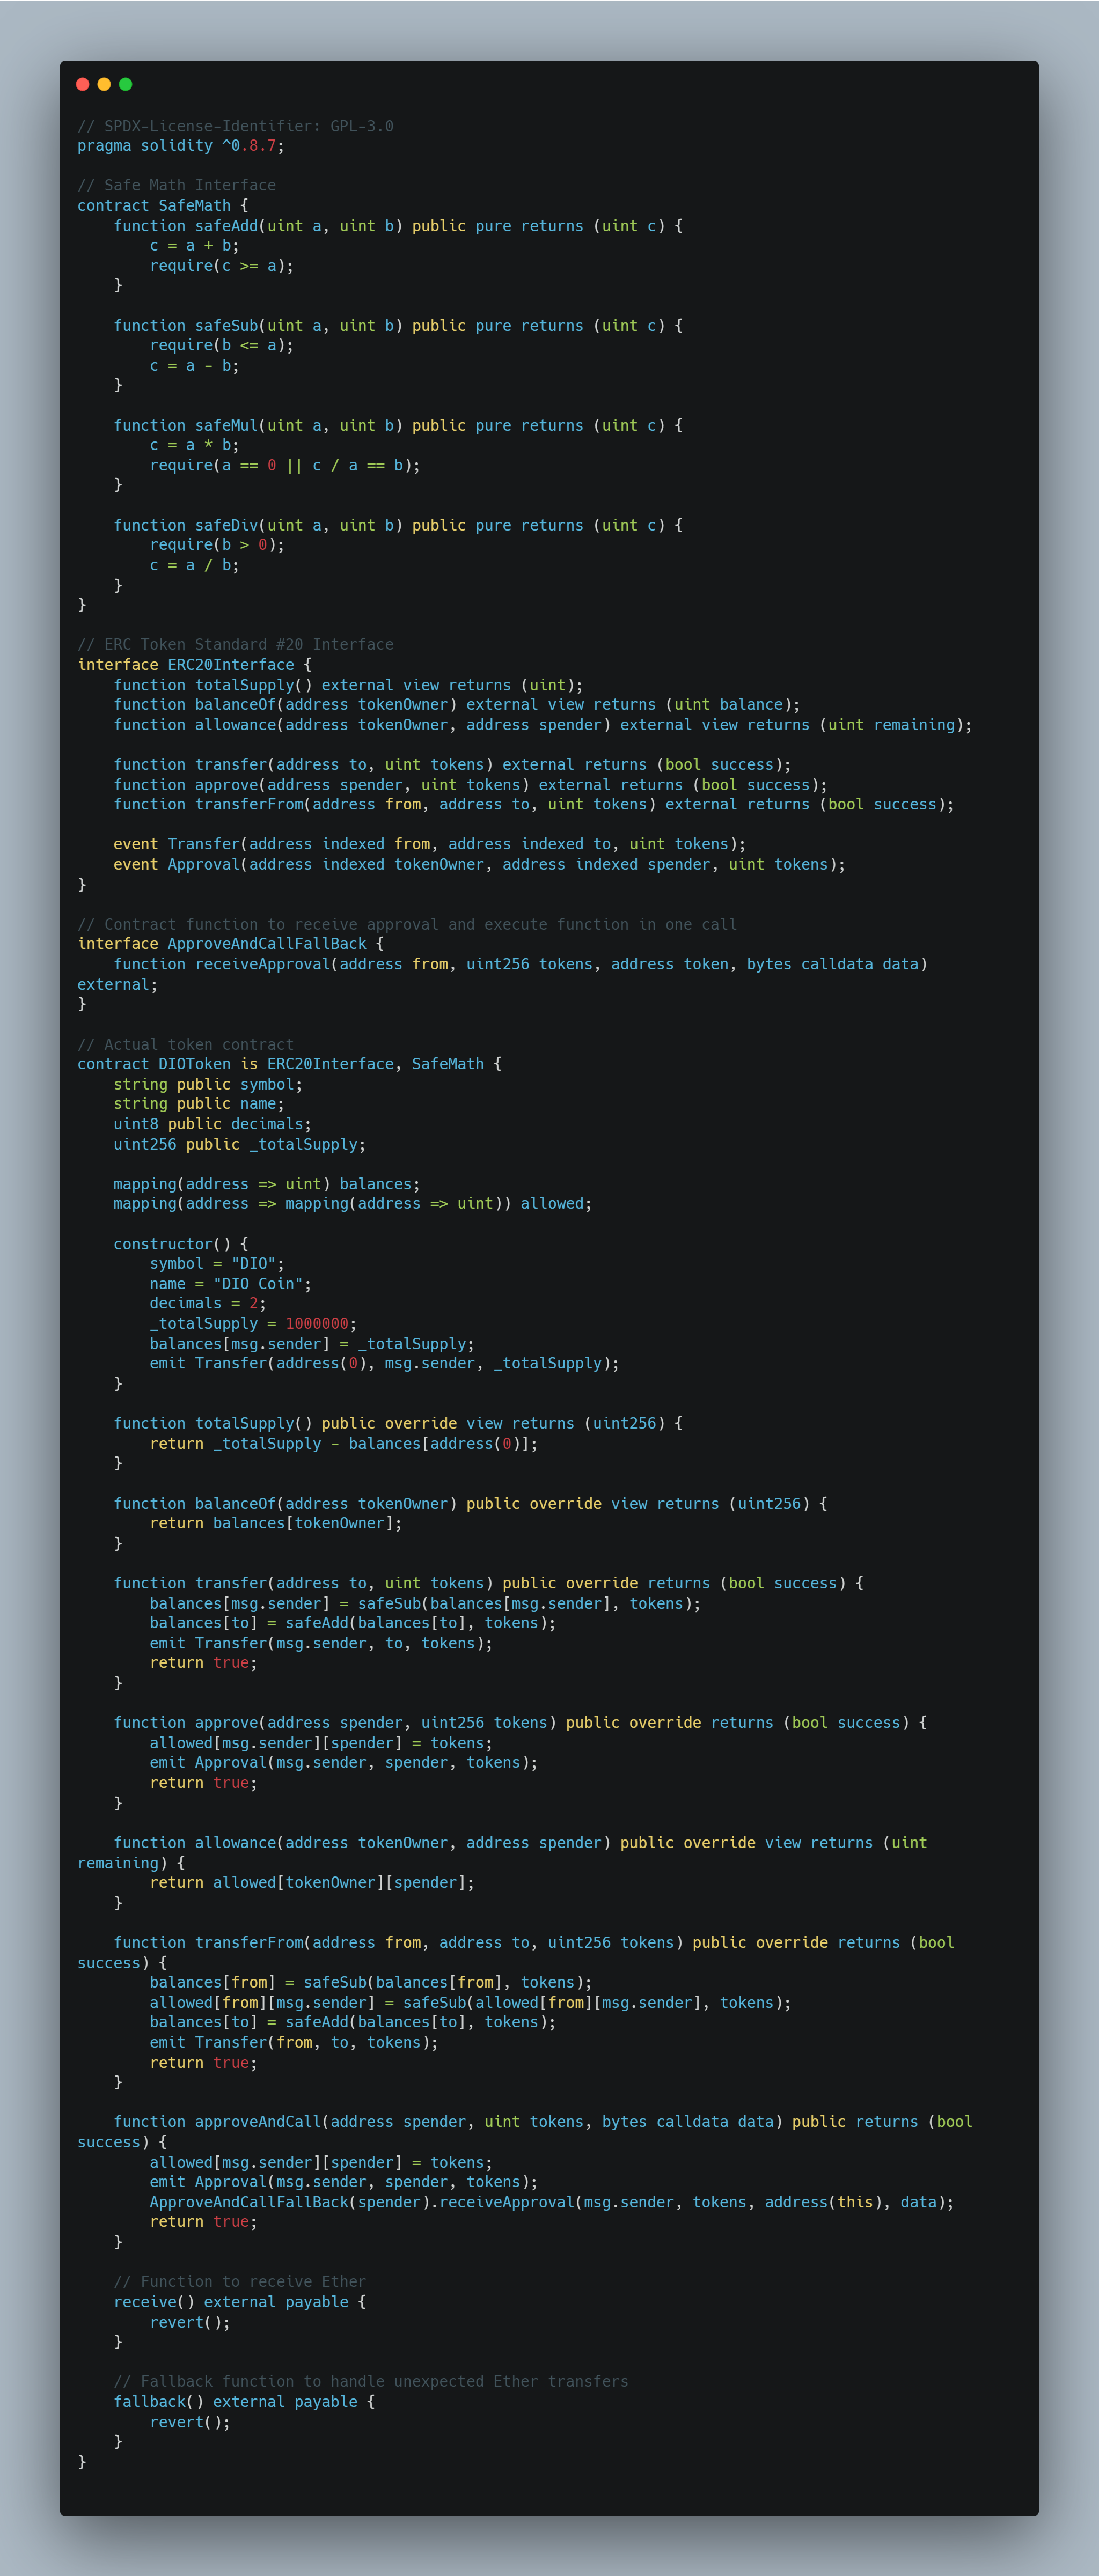 // SPDX-License-Identifier: GPL-3.0
pragma solidity ^0.8.7;

// Safe Math Interface
contract SafeMath {
    function safeAdd(uint a, uint b) public pure returns (uint c) {
        c = a + b;
        require(c >= a);
    }

    function safeSub(uint a, uint b) public pure returns (uint c) {
        require(b <= a);
        c = a - b;
    }

    function safeMul(uint a, uint b) public pure returns (uint c) {
        c = a * b;
        require(a == 0 || c / a == b);
    }

    function safeDiv(uint a, uint b) public pure returns (uint c) {
        require(b > 0);
        c = a / b;
    }
}

// ERC Token Standard #20 Interface
interface ERC20Interface {
    function totalSupply() external view returns (uint);
    function balanceOf(address tokenOwner) external view returns (uint balance);
    function allowance(address tokenOwner, address spender) external view returns (uint remaining);

    function transfer(address to, uint tokens) external returns (bool success);
    function approve(address spender, uint tokens) external returns (bool success);
    function transferFrom(address from, address to, uint tokens) external returns (bool success);

    event Transfer(address indexed from, address indexed to, uint tokens);
    event Approval(address indexed tokenOwner, address indexed spender, uint tokens);
}

// Contract function to receive approval and execute function in one call
interface ApproveAndCallFallBack {
    function receiveApproval(address from, uint256 tokens, address token, bytes calldata data)
external;
}

// Actual token contract
contract DIOToken is ERC20Interface, SafeMath {
    string public symbol;
    string public name;
    uint8 public decimals;
    uint256 public _totalSupply;

    mapping(address => uint) balances;
    mapping(address => mapping(address => uint)) allowed;

    constructor() {
        symbol = "DIO";
        name = "DIO Coin";
        decimals = 2;
        _totalSupply = 1000000;
        balances[msg.sender] = _totalSupply;
        emit Transfer(address(0), msg.sender, _totalSupply);
    }

    function totalSupply() public override view returns (uint256) {
        return _totalSupply - balances[address(0)];
    }

    function balanceOf(address tokenOwner) public override view returns (uint256) {
        return balances[tokenOwner];
    }

    function transfer(address to, uint tokens) public override returns (bool success) {
        balances[msg.sender] = safeSub(balances[msg.sender], tokens);
        balances[to] = safeAdd(balances[to], tokens);
        emit Transfer(msg.sender, to, tokens);
        return true;
    }

    function approve(address spender, uint256 tokens) public override returns (bool success) {
        allowed[msg.sender][spender] = tokens;
        emit Approval(msg.sender, spender, tokens);
        return true;
    }

    function allowance(address tokenOwner, address spender) public override view returns (uint
remaining) {
        return allowed[tokenOwner][spender];
    }

    function transferFrom(address from, address to, uint256 tokens) public override returns (bool
success) {
        balances[from] = safeSub(balances[from], tokens);
        allowed[from][msg.sender] = safeSub(allowed[from][msg.sender], tokens);
        balances[to] = safeAdd(balances[to], tokens);
        emit Transfer(from, to, tokens);
        return true;
    }

    function approveAndCall(address spender, uint tokens, bytes calldata data) public returns (bool
success) {
        allowed[msg.sender][spender] = tokens;
        emit Approval(msg.sender, spender, tokens);
        ApproveAndCallFallBack(spender).receiveApproval(msg.sender, tokens, address(this), data);
        return true;
    }

    // Function to receive Ether
    receive() external payable {
        revert();
    }

    // Fallback function to handle unexpected Ether transfers
    fallback() external payable {
        revert();
    }
}